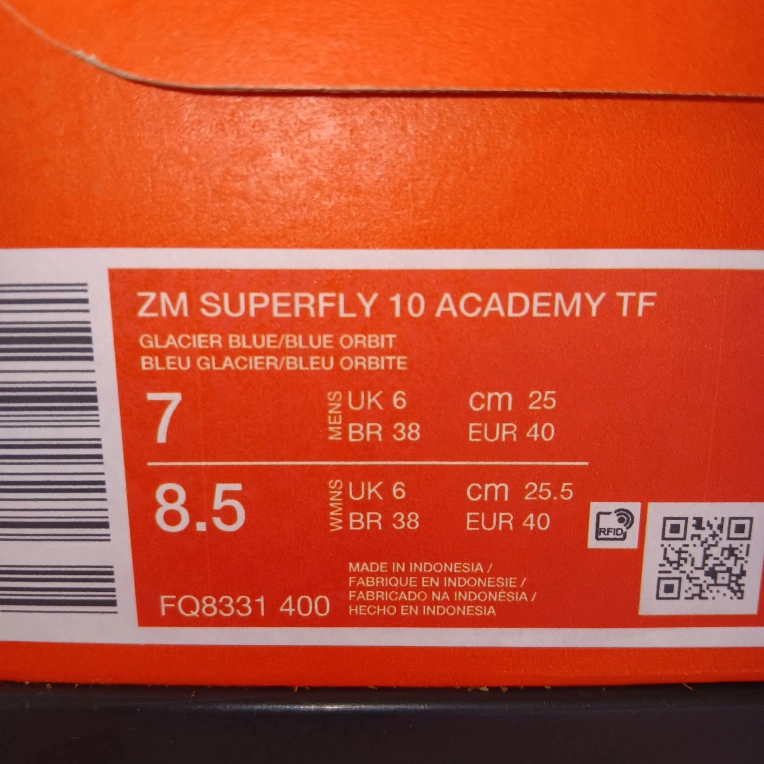 ZM SUPERFLY 10 ACADEMY TF
GLACIER BLUE/BLUE ORBIT
BLEU GLACIER/BLEU ORBITE
7 MENS UK 6 cm 25
BR 38 EUR 40
8.5 WMNS UK 6 cm 25.5
BR 38 EUR 40
RFID
MADE IN INDONESIA /
FABRIQUE EN INDONESIE /
FABRICADO NA INDONÉSIA /
HECHO EN INDONESIA
FQ8331 400